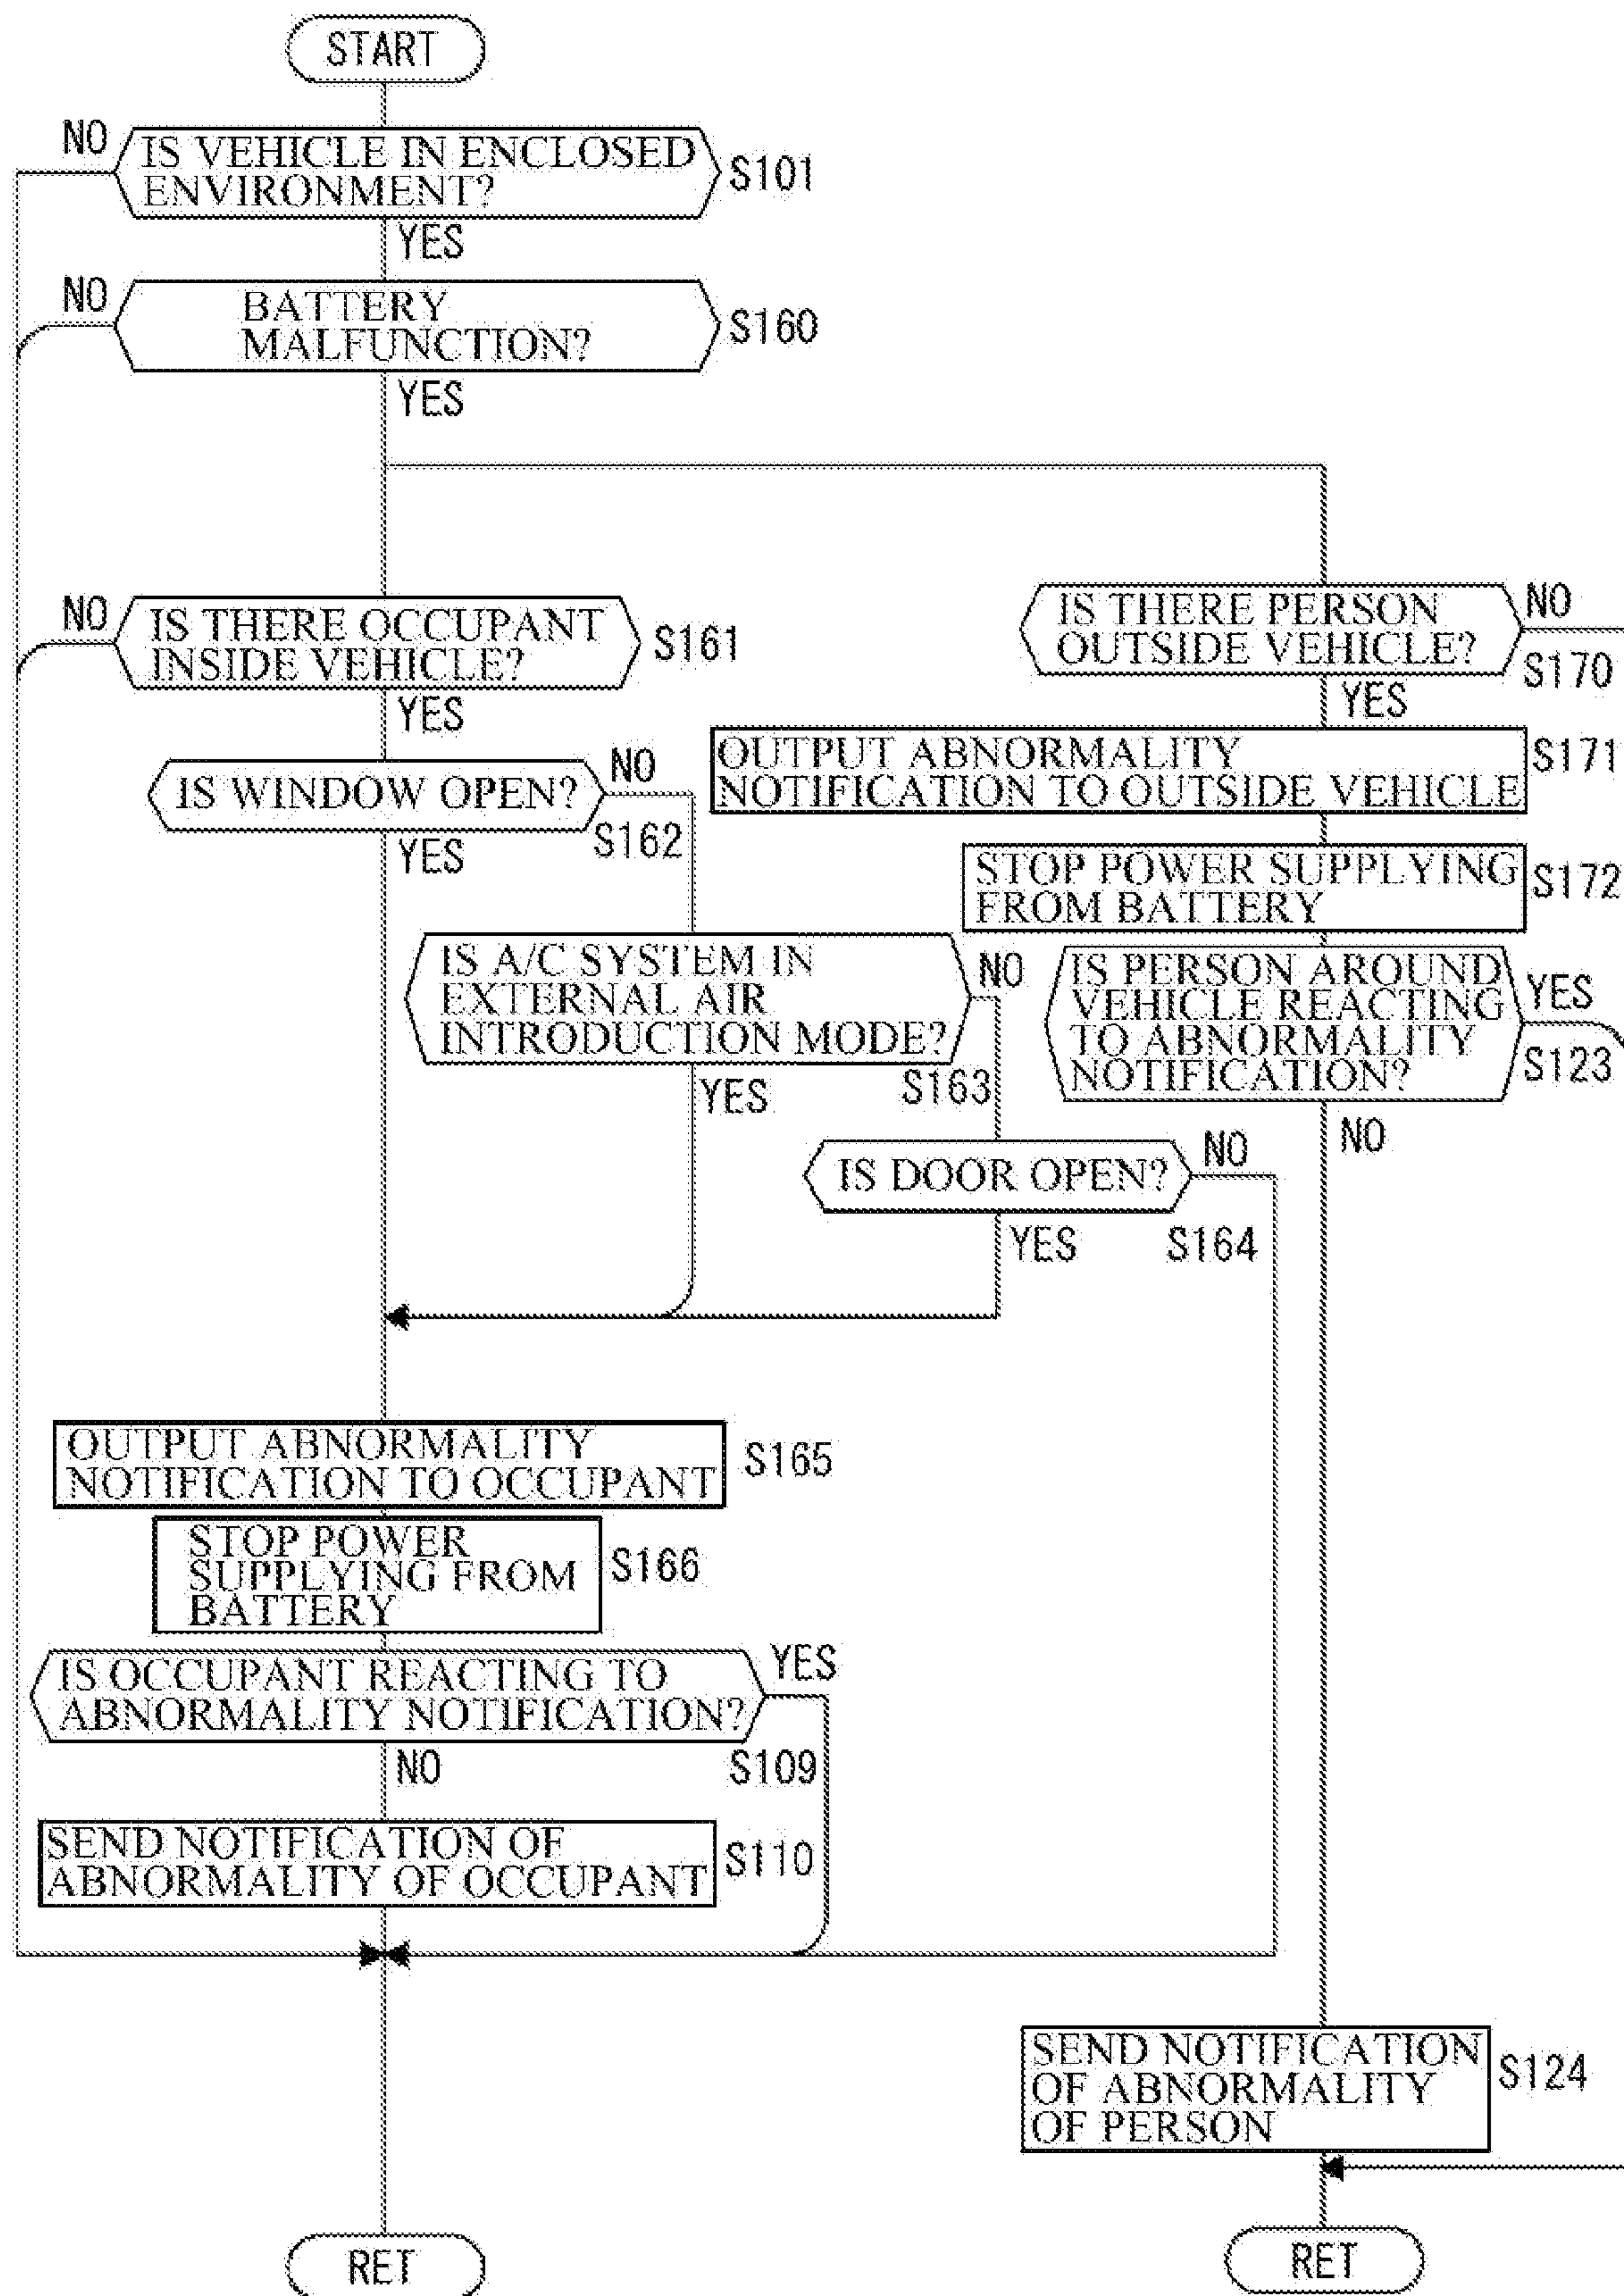 START
NO
IS VEHICLE IN ENCLOSED
ENVIRONMENT?
S101
YES
NO
BATTERY
MALFUNCTION?
S160
YES
NO
IS THERE OCCUPANT
INSIDE VEHICLE?
S161
YES
IS WINDOW OPEN?
NO
S162
YES
IS A/C SYSTEM IN
EXTERNAL AIR
INTRODUCTION MODE?
NO
S163
YES
IS DOOR OPEN?
NO
S164
YES
OUTPUT ABNORMALITY
NOTIFICATION TO OCCUPANT
S165
STOP POWER
SUPPLYING FROM
BATTERY
S166
IS OCCUPANT REACTING TO
ABNORMALITY NOTIFICATION?
YES
S109
NO
SEND NOTIFICATION OF
ABNORMALITY OF OCCUPANT
S110
RET
IS THERE PERSON
OUTSIDE VEHICLE?
NO
S170
YES
OUTPUT ABNORMALITY
NOTIFICATION TO OUTSIDE VEHICLE
S171
STOP POWER SUPPLYING
FROM BATTERY
S172
IS PERSON AROUND
VEHICLE REACTING
TO ABNORMALITY
NOTIFICATION?
YES
S123
NO
SEND NOTIFICATION
OF ABNORMALITY
OF PERSON
S124
RET